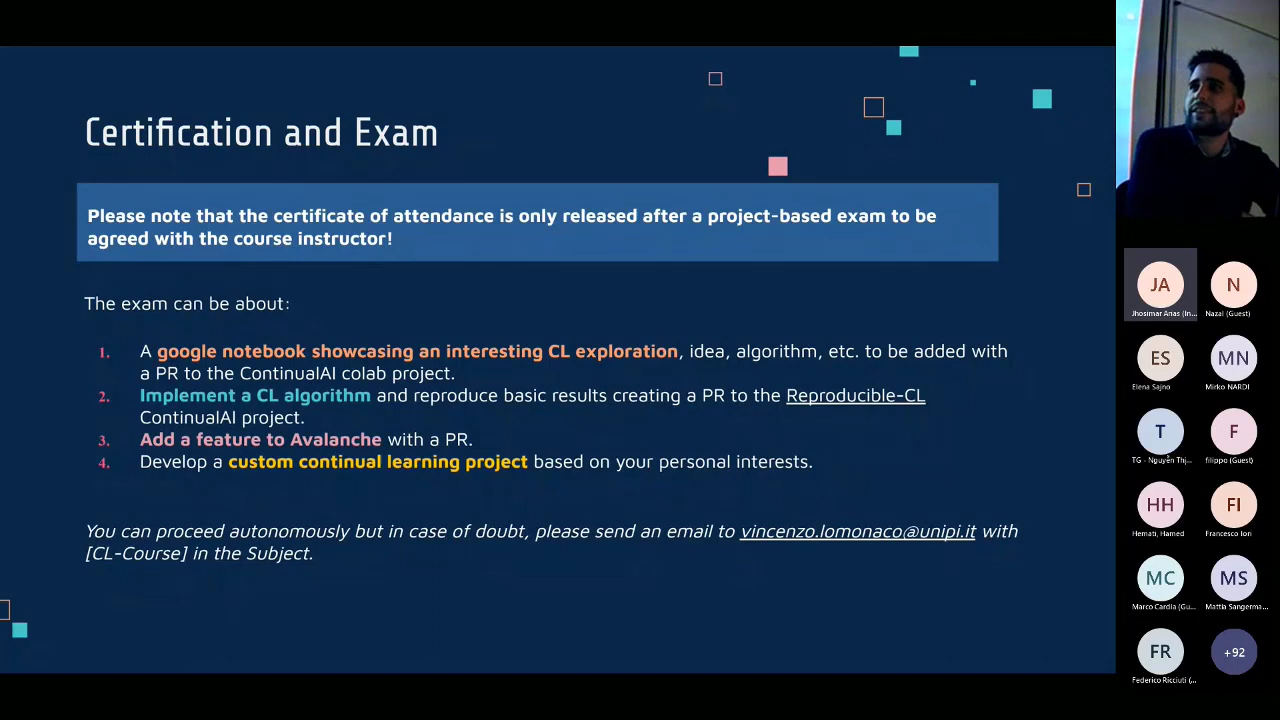 Certification and Exam
Please note that the certificate of attendance is only released after a project-based exam to be
agreed with the course instructor!
The exam can be about:
1. A google notebook showcasing an interesting CL exploration, idea, algorithm, etc. to be added with
a PR to the ContinualAI colab project.
2. Implement a CL algorithm and reproduce basic results creating a PR to the Reproducible-CL
ContinualAI project.
3. Add a feature to Avalanche with a PR.
4. Develop a custom continual learning project based on your personal interests.
You can proceed autonomously but in case of doubt, please send an email to vincenzo.lomonaco@unipi.it with
[CL-Course] in the Subject.
JA
Jhosimar Arias (In...
N
Nazal (Guest)
ES
Elena Sajno
MN
Mirko NARDI
T
TG - Nguyễn Thị...
F
filippo (Guest)
HH
Hemati, Hamed
FI
Francesco Iori
MC
Marco Cardia (Gu...
MS
Mattia Sangerma...
FR
Federico Ricciuti (...
+92